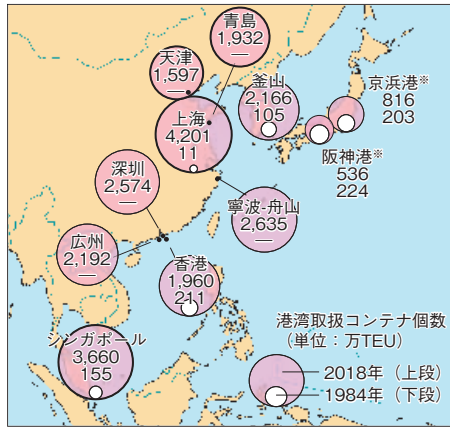 青島
1,932
—
天津
1,597
—
釜山
2,166
105
京浜港※
816
203
上海
4,201
11
阪神港※
536
224
深圳
2,574
—
寧波-舟山
2,635
—
広州
2,192
—
香港
1,960
211
シンガポール
3,660
155
港湾取扱コンテナ個数
（単位：万TEU）
2018年（上段）
1984年（下段）